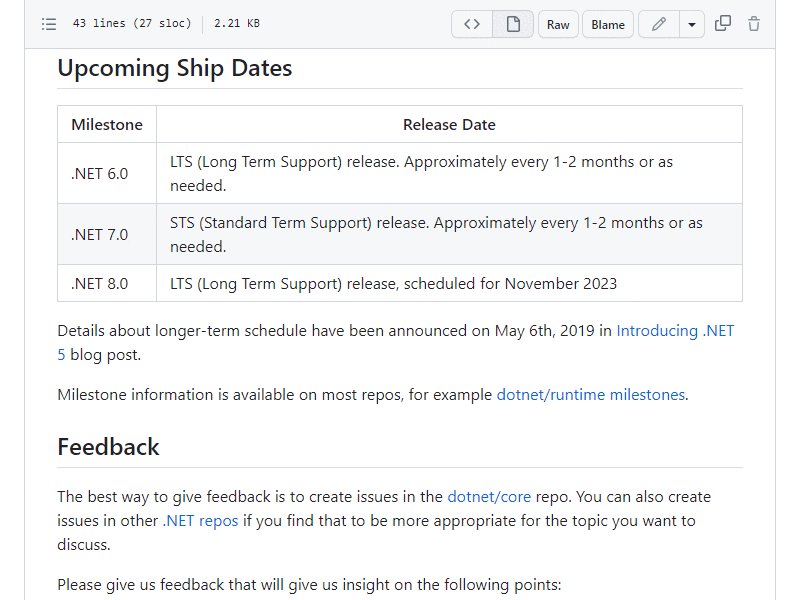 43 lines (27 sloc) 2.21 KB
Raw
Blame
Upcoming Ship Dates
Milestone Release Date
.NET 6.0 LTS (Long Term Support) release. Approximately every 1-2 months or as
needed.
.NET 7.0 STS (Standard Term Support) release. Approximately every 1-2 months or as
needed.
.NET 8.0 LTS (Long Term Support) release, scheduled for November 2023
Details about longer-term schedule have been announced on May 6th, 2019 in Introducing .NET
5 blog post.
Milestone information is available on most repos, for example dotnet/runtime milestones.
Feedback
The best way to give feedback is to create issues in the dotnet/core repo. You can also create
issues in other .NET repos if you find that to be more appropriate for the topic you want to
discuss.
Please give us feedback that will give us insight on the following points: